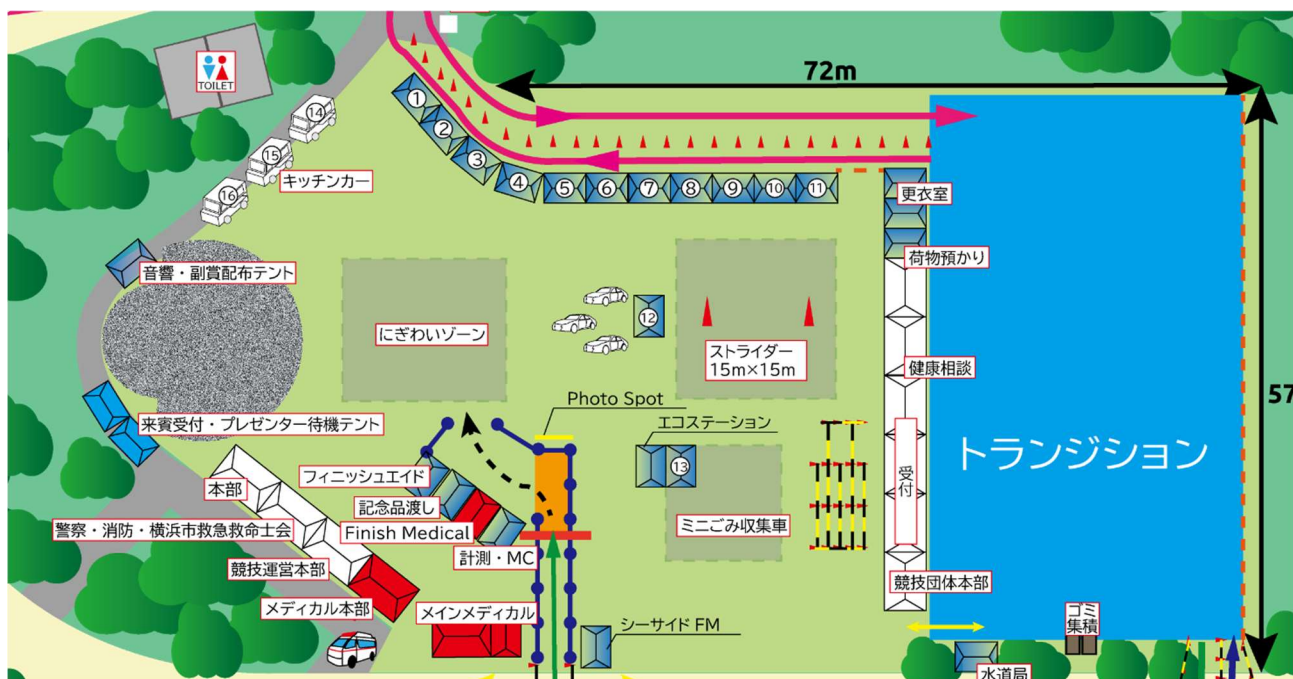 72m
TOILET
①
②
③
④
⑤
⑥
⑦
⑧
⑨
⑩
⑪
⑭
⑮
⑯
キッチンカー
更衣室
音響・副賞配布テント
荷物預かり
にぎわいゾーン
⑫
ストライダー
15m×15m
健康相談
57
Photo Spot
来賓受付・プレゼンター待機テント
エコステーション
トランジション
フィニッシュエイド
⑬
受付
本部
記念品渡し
警察・消防・横浜市救急救命士会
Finish Medical
ミニごみ収集車
計測・MC
競技運営本部
競技団体本部
メディカル本部
メインメディカル
シーサイドFM
ゴミ
集積
水道局